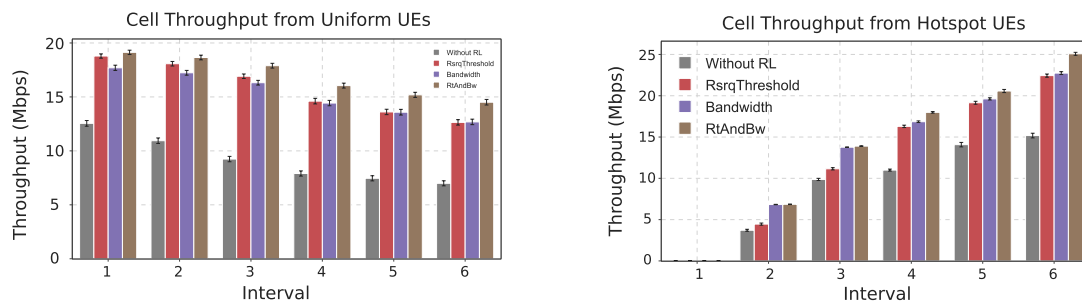 Cell Throughput from Uniform UEs
Throughput (Mbps)
20
15
10
5
0
Without RL
RsrqThreshold
Bandwidth
RtAndBw
1 2 3 4 5 6
Interval
Cell Throughput from Hotspot UEs
Throughput (Mbps)
25
20
15
10
5
0
Without RL
RsrqThreshold
Bandwidth
RtAndBw
1 2 3 4 5 6
Interval